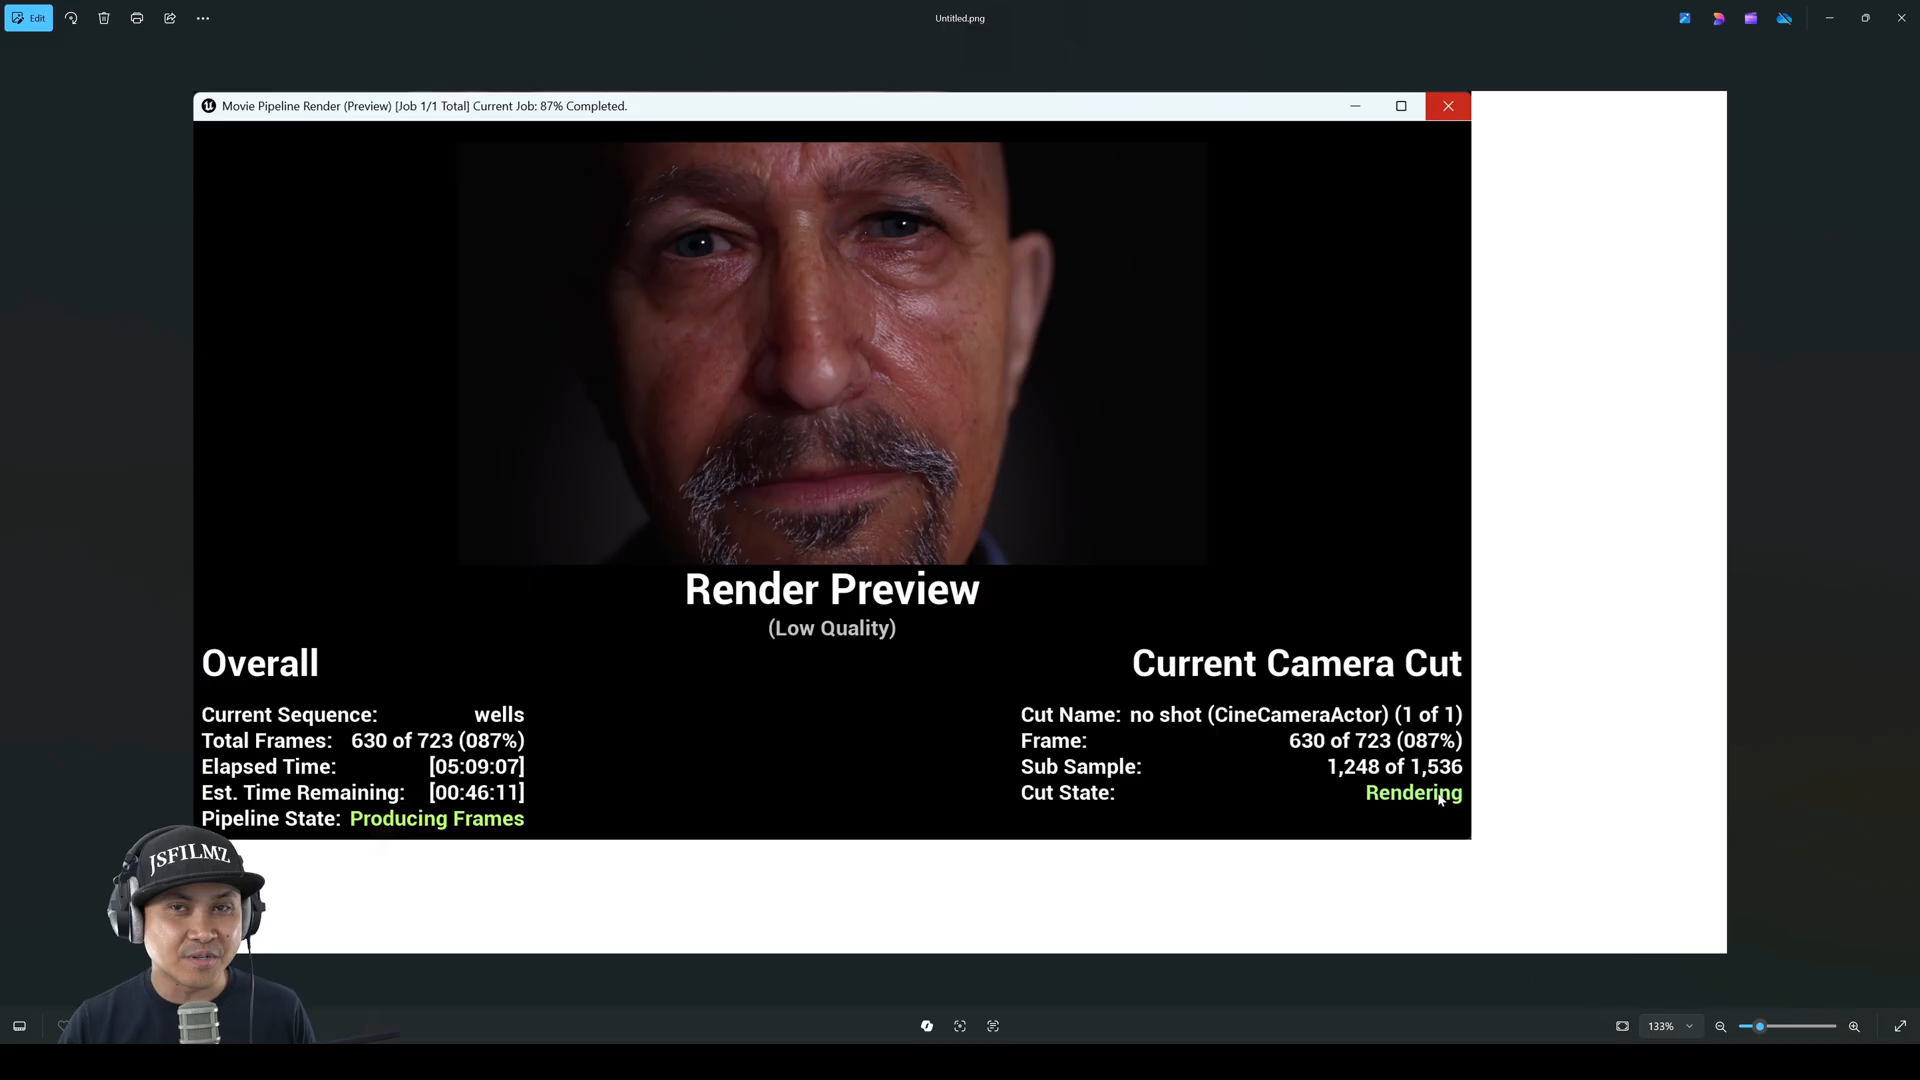 Edit
Untitled.png
Movie Pipeline Render (Preview) [Job 1/1 Total] Current Job: 87% Completed.
Render Preview
(Low Quality)
Overall
Current Sequence: wells
Total Frames: 630 of 723 (087%)
Elapsed Time: [05:09:07]
Est. Time Remaining: [00:46:11]
Pipeline State: Producing Frames
Current Camera Cut
Cut Name: no shot (CineCameraActor) (1 of 1)
Frame: 630 of 723 (087%)
Sub Sample: 1,248 of 1,536
Cut State: Rendering
JSFILMZ
133%